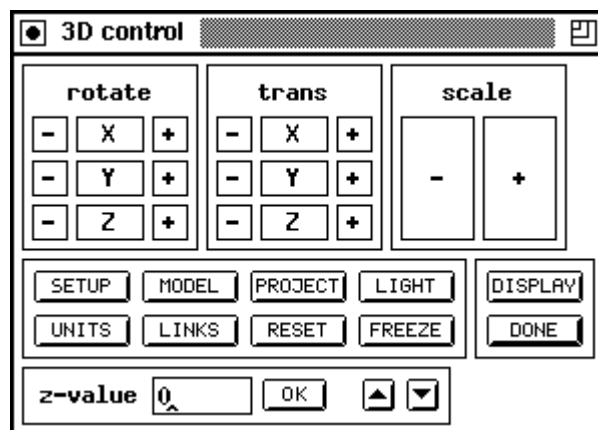 3D control
rotate trans scale
- X + - X +
- Y + - Y + - +
- Z + - Z +
SETUP MODEL PROJECT LIGHT DISPLAY
UNITS LINKS RESET FREEZE DONE
z-value 0 OK